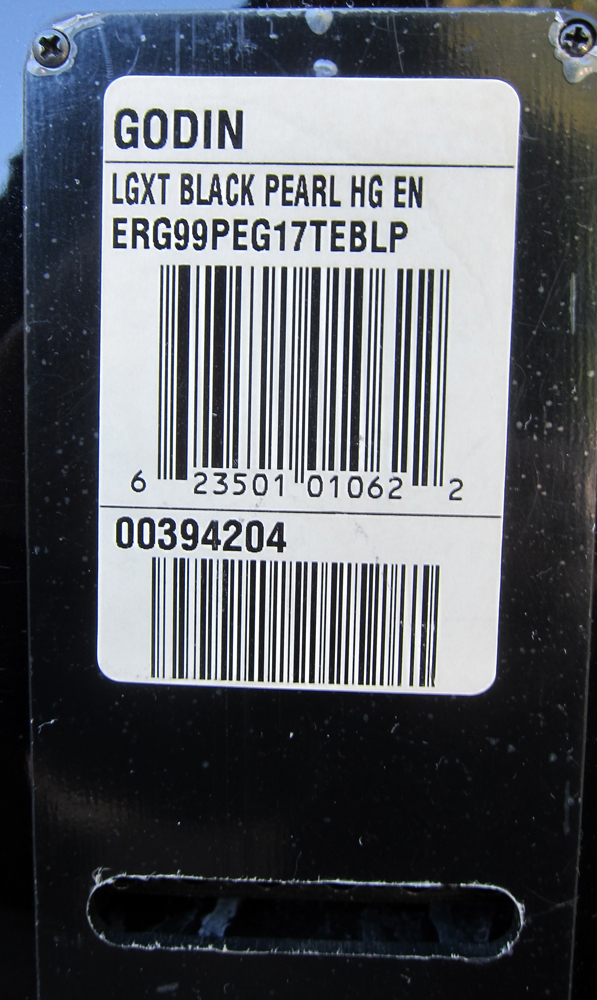 GODIN
LGXT BLACK PEARL HG EN
ERG99PEG17TEBLP
6 23501 01062 2
00394204